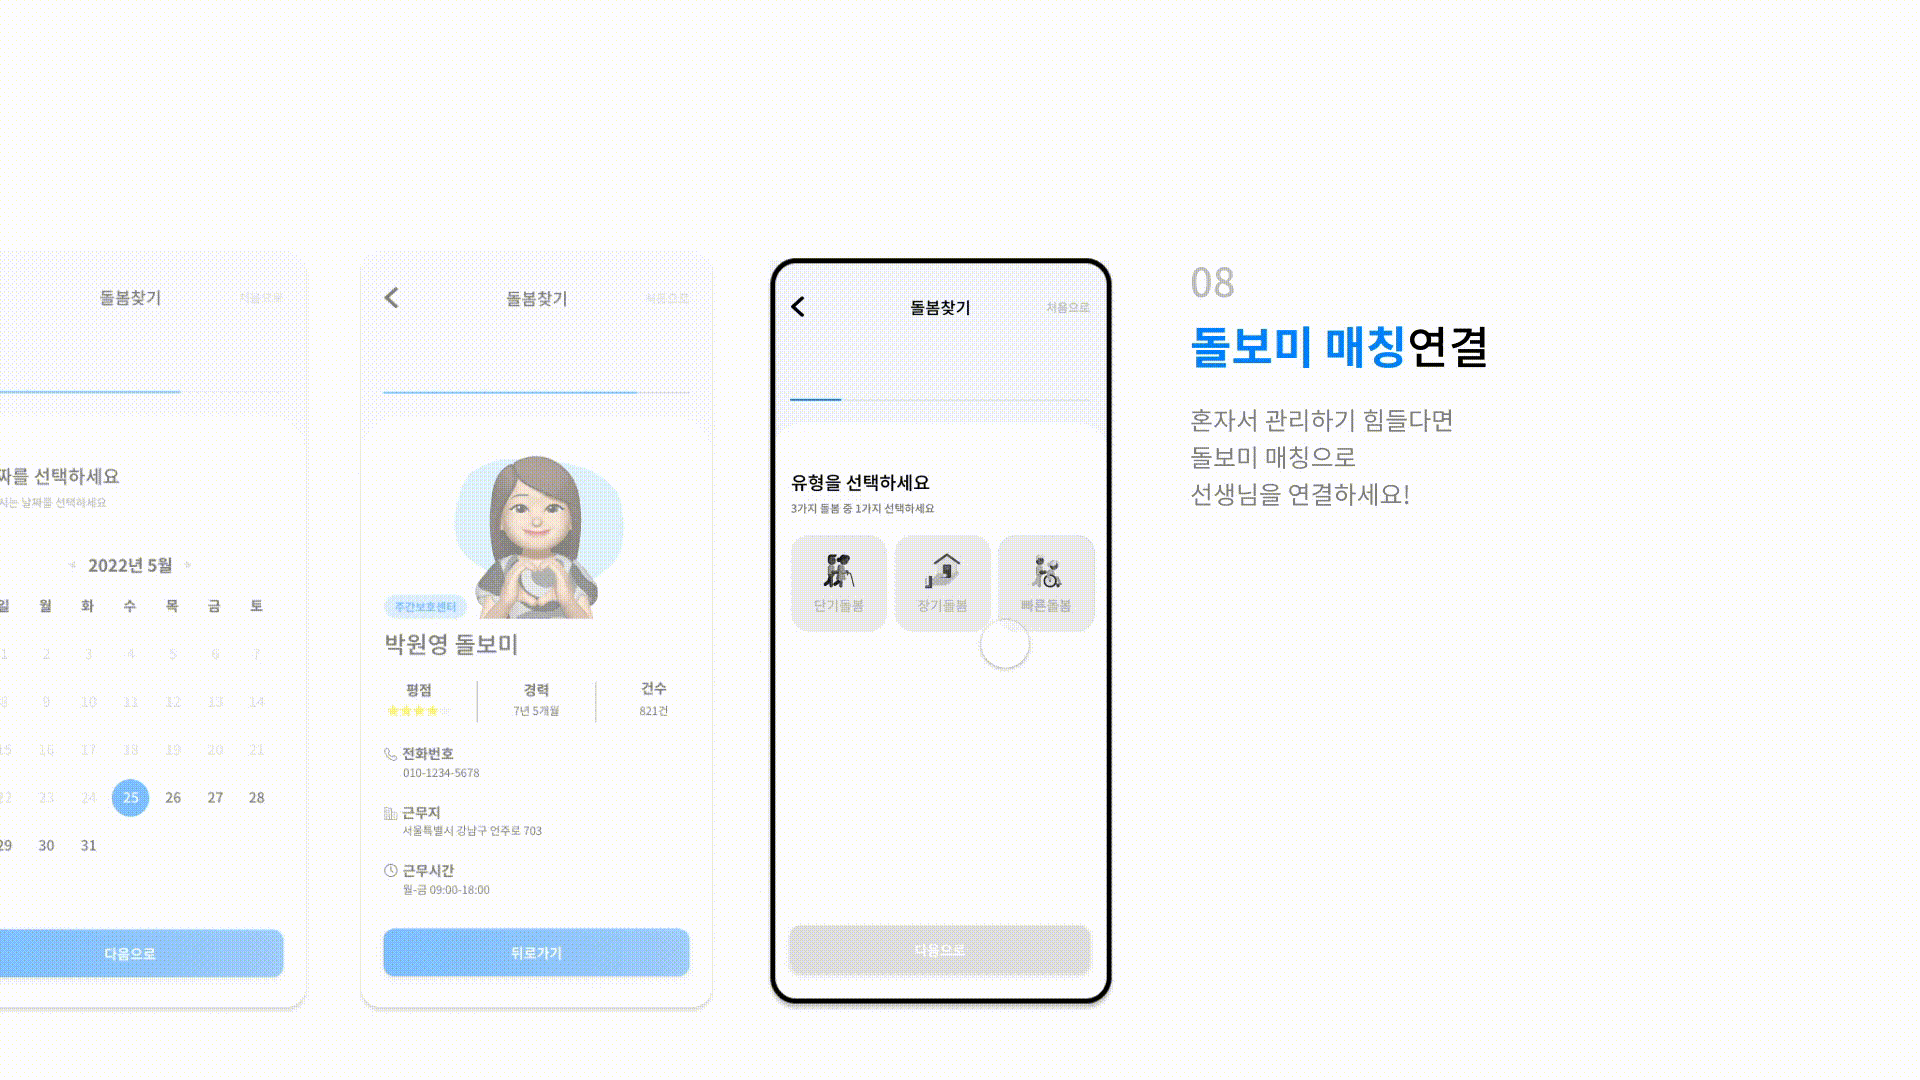 돌봄찾기
처음으로
짜를 선택하세요
시는 날짜를 선택하세요
2022년 5월
일 월 화 수 목 금 토
1 2 3 4 5 6 7
8 9 10 11 12 13 14
15 16 17 18 19 20 21
22 23 24 25 26 27 28
29 30 31
다음으로
돌봄찾기
처음으로
주간보호센터
박원영 돌보미
평점 경력 건수
7년 5개월 821건
전화번호
010-1234-5678
근무지
서울특별시 강남구 언주로 703
근무시간
월-금 09:00-18:00
뒤로가기
돌봄찾기
처음으로
유형을 선택하세요
3가지 돌봄 중 1가지 선택하세요
단기돌봄 장기돌봄 빠른돌봄
다음으로
08
돌보미 매칭연결
혼자서 관리하기 힘들다면
돌보미 매칭으로
선생님을 연결하세요!